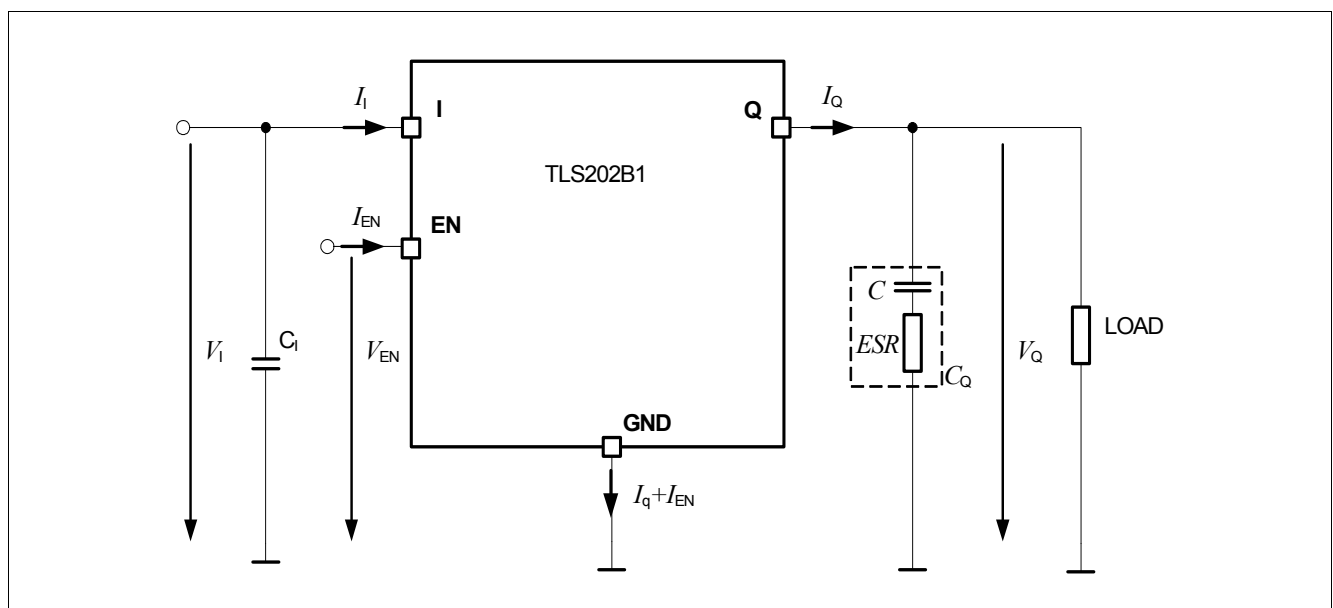 I_I
I
Q
I_Q
TLS202B1
I_EN
EN
C
V_I
C_I
V_EN
ESR
V_Q
LOAD
C_Q
GND
I_q+I_EN